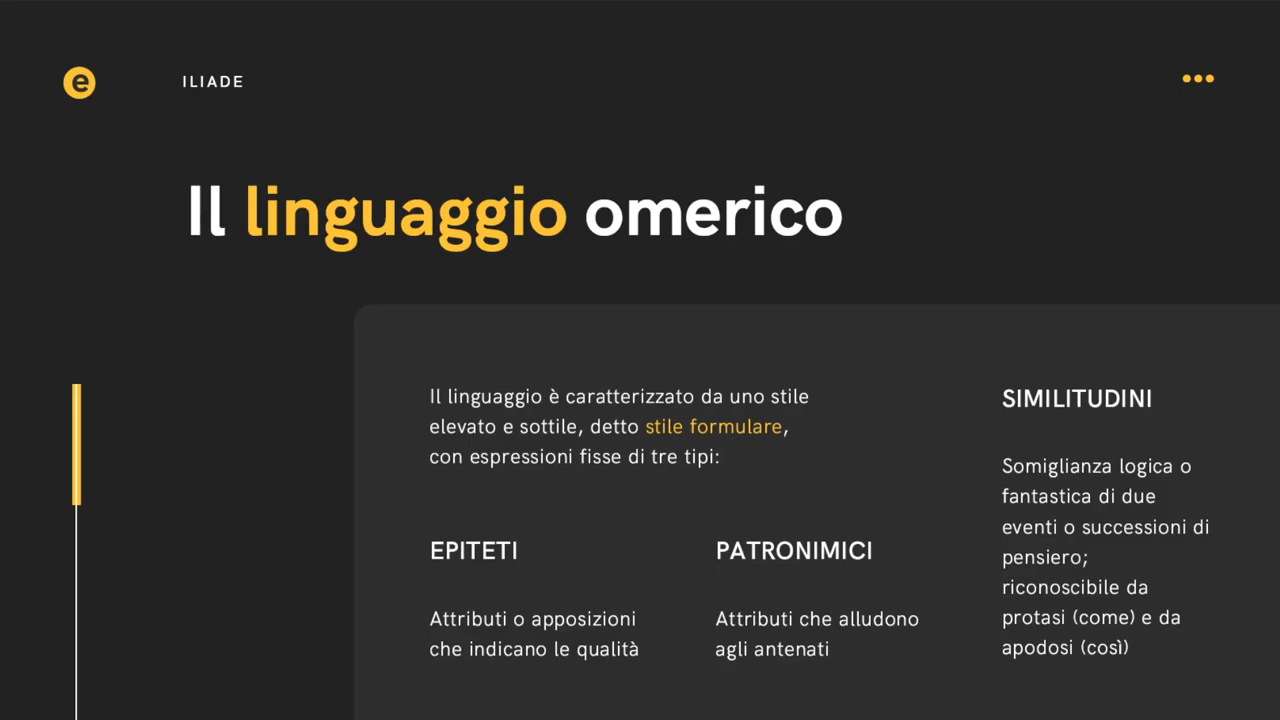 e
ILIADE
Il linguaggio omerico
Il linguaggio è caratterizzato da uno stile
elevato e sottile, detto stile formulare,
con espressioni fisse di tre tipi:
EPITETI
Attributi o apposizioni
che indicano le qualità
PATRONIMICI
Attributi che alludono
agli antenati
SIMILITUDINI
Somiglianza logica o
fantastica di due
eventi o successioni di
pensiero;
riconoscibile da
protasi (come) e da
apodosi (così)